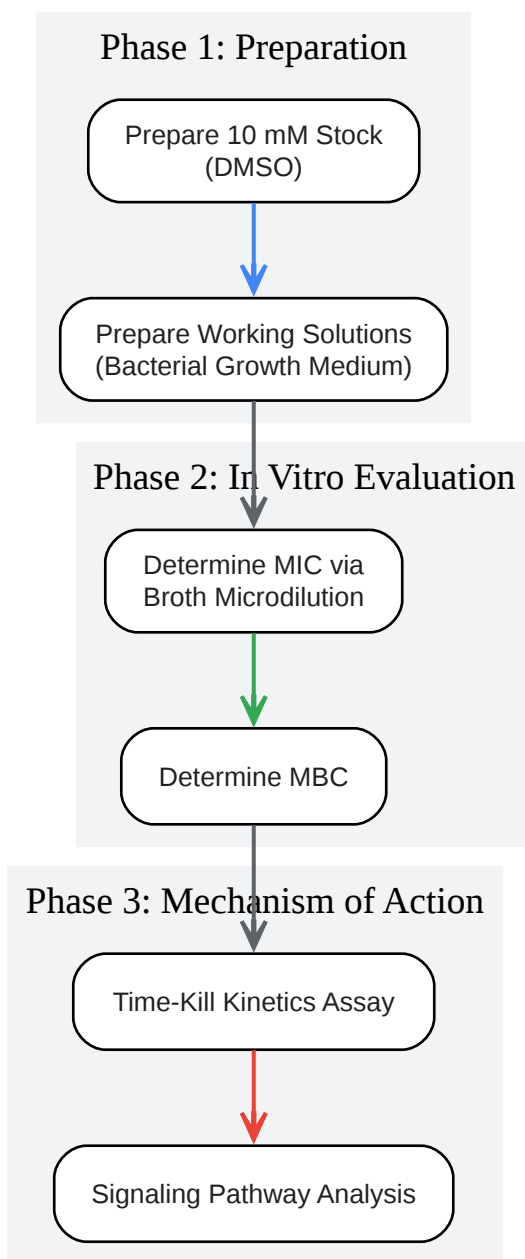 Phase 1: Preparation
Prepare 10 mM Stock
(DMSO)
Prepare Working Solutions
(Bacterial Growth Medium)
Phase 2: In Vitro Evaluation
Determine MIC via
Broth Microdilution
Determine MBC
Phase 3: Mechanism of Action
Time-Kill Kinetics Assay
Signaling Pathway Analysis